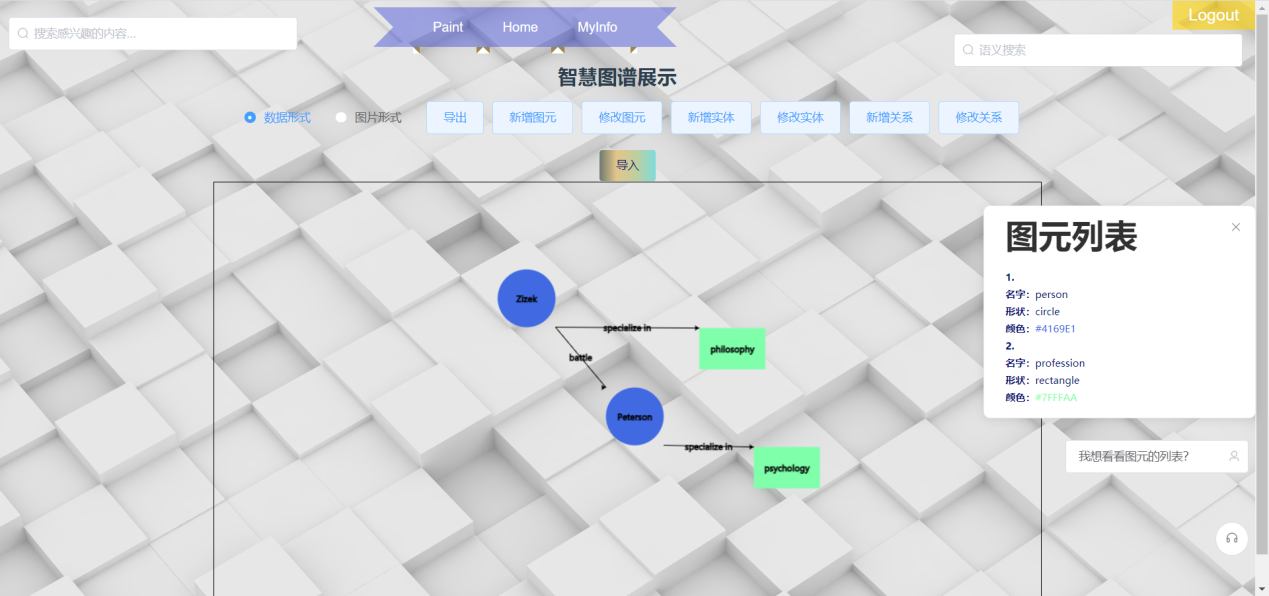 搜索感兴趣的内容...
Paint Home MyInfo
Logout
语义搜索
智慧图谱展示
数据形式 图片形式 导出 新增图元 修改图元 新增实体 修改实体 新增关系 修改关系
导入
图元列表
1.
名字：person
形状：circle
颜色：#4169E1
2.
名字：profession
形状：rectangle
颜色：#7FFFAA
Zizek
specialize in
philosophy
battle
Peterson
specialize in
psychology
我想看看图元的列表?